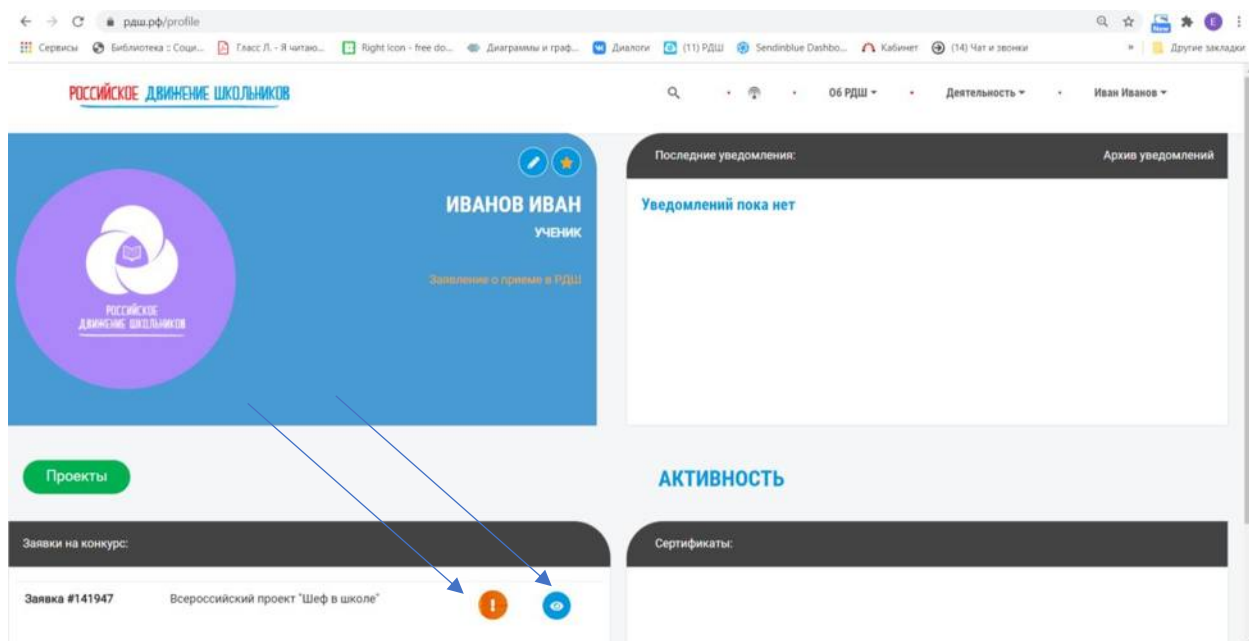 рдш.рф/profile
Сервисы Библиотека :: Соци... Гласс Л. - Я читаю... Right Icon - free do... Диаграммы и граф... Диалоги (11) РДШ Sendinblue Dashbo... Кабинет (14) Чат и звонки » Другие закладки
New
E
РОССИЙСКОЕ ДВИЖЕНИЕ ШКОЛЬНИКОВ
Об РДШ
Деятельность
Иван Иванов
ИВАНОВ ИВАН
УЧЕНИК
Заявление о приеме в РДШ
РОССИЙСКОЕ
ДВИЖЕНИЕ ШКОЛЬНИКОВ
Последние уведомления:
Архив уведомлений
Уведомлений пока нет
Проекты
АКТИВНОСТЬ
Заявки на конкурс:
Сертификаты:
Заявка #141947 Всероссийский проект "Шеф в школе" !